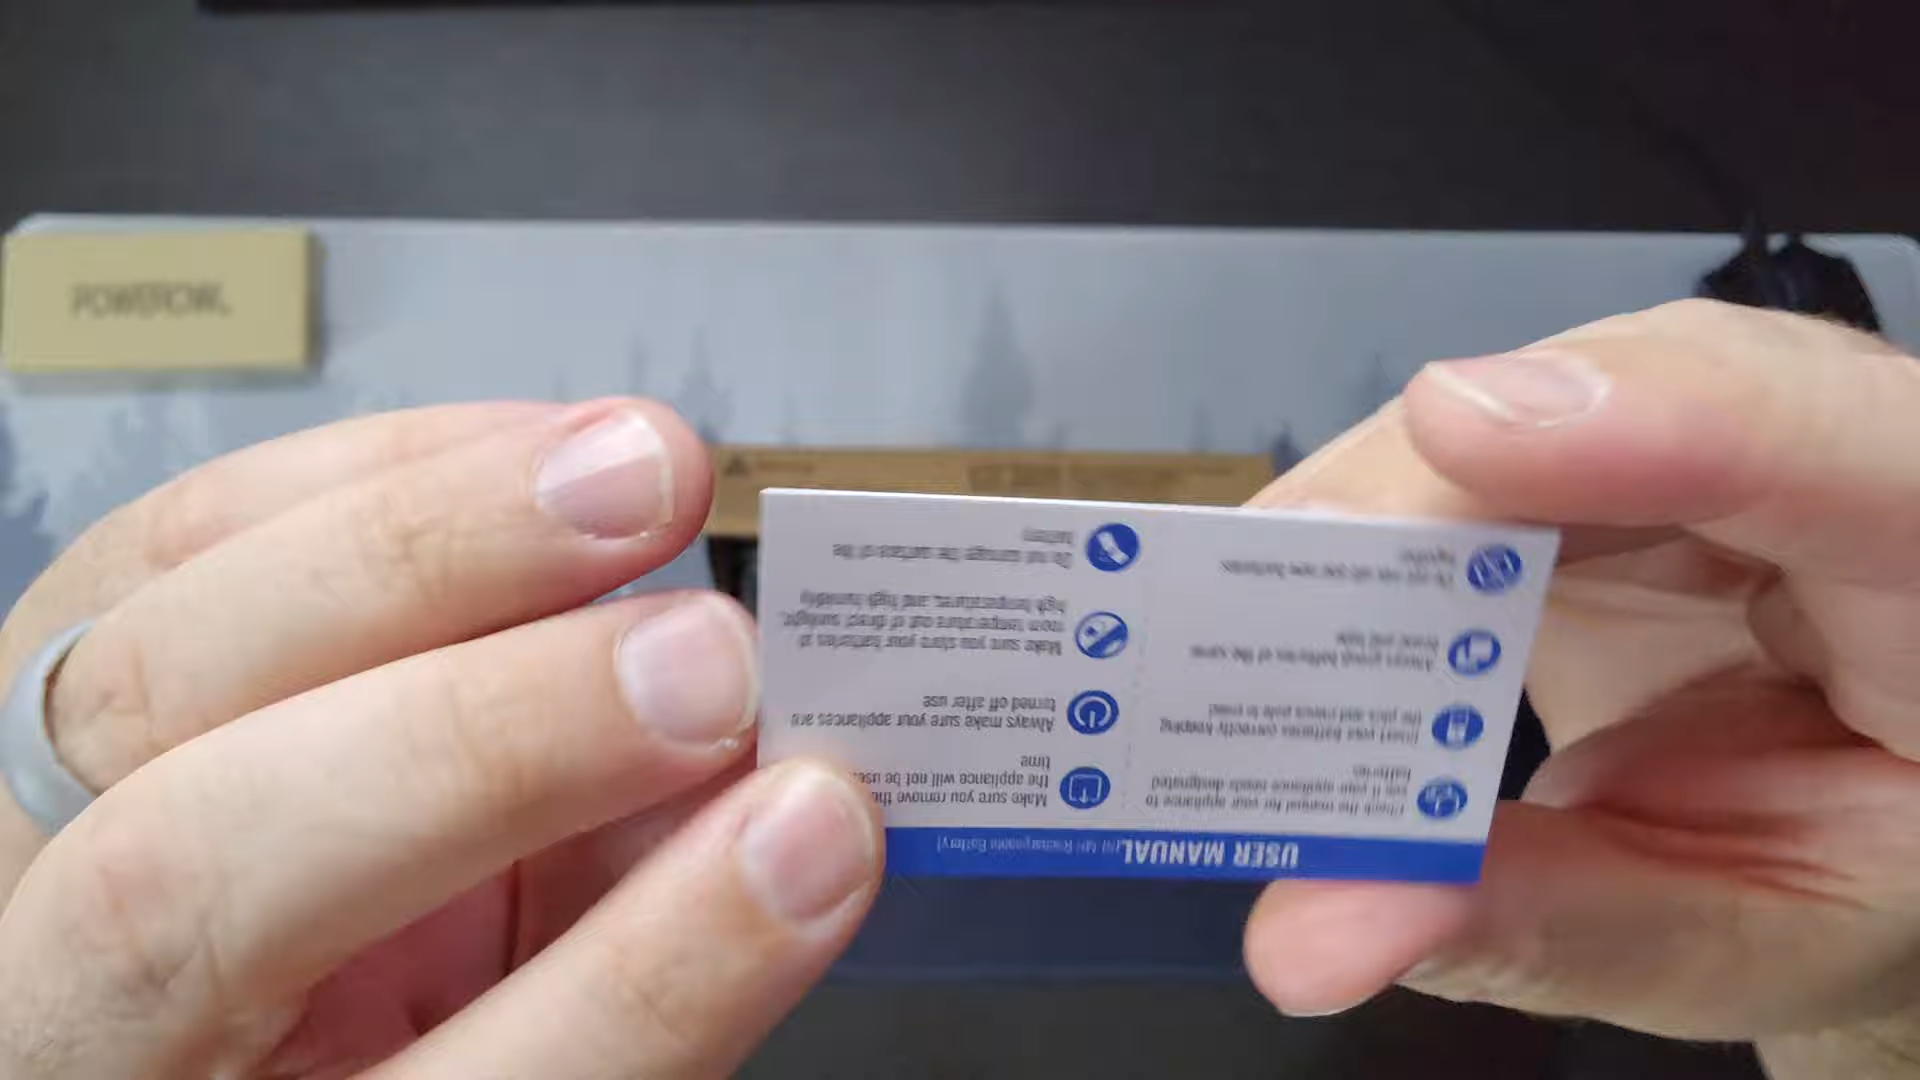 POWEROWL
USER MANUAL
Rechargeable Battery)
Check the manual for your appliance to
see if your appliance needs designated
batteries
Insert your batteries correctly keeping
the plus and minus pole in mind
Always group batteries of the same
brand and type
Do not mix old and new batteries
together
Make sure you remove the
the appliance will not be use
time
Always make sure your appliances are
turned off after use
Make sure you store your batteries at
room temperature out of direct sunlight,
high temperatures, and high humidity
Do not damage the surface of the
battery